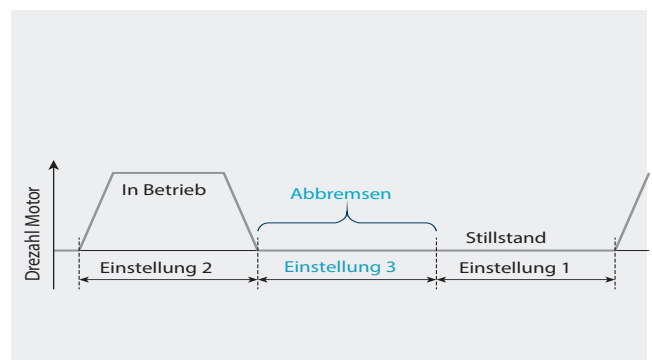 In Betrieb
Abbremsen
Stillstand
Drezahl Motor
Einstellung 2
Einstellung 3
Einstellung 1